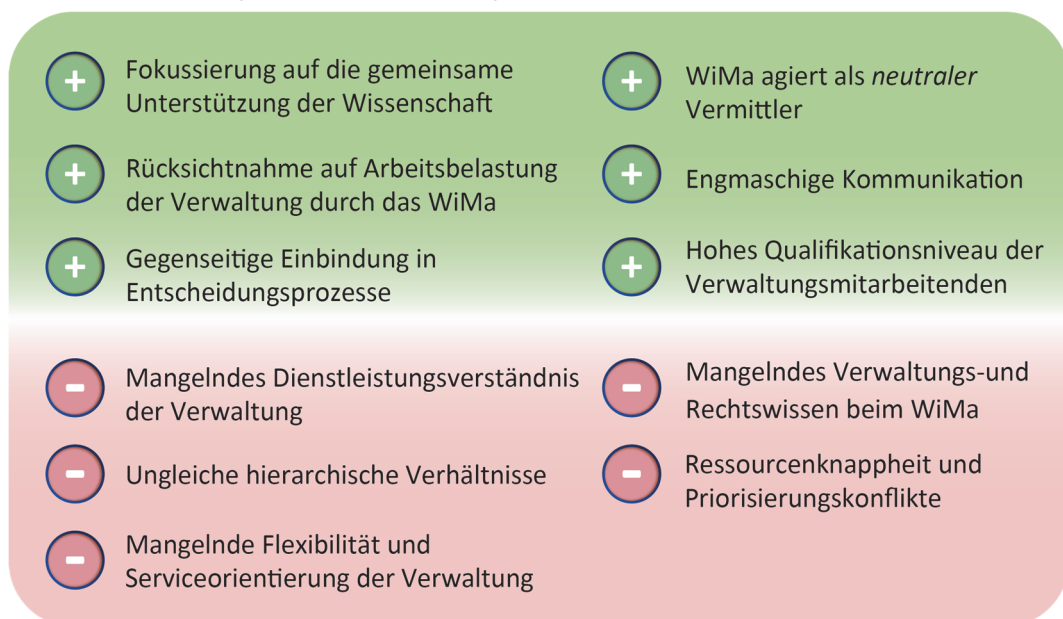 + Fokussierung auf die gemeinsame
Unterstützung der Wissenschaft
+ Rücksichtnahme auf Arbeitsbelastung
der Verwaltung durch das WiMa
+ Gegenseitige Einbindung in
Entscheidungsprozesse
+ WiMa agiert als neutraler
Vermittler
+ Engmaschige Kommunikation
+ Hohes Qualifikationsniveau der
Verwaltungsmitarbeitenden
- Mangelndes Dienstleistungsverständnis
der Verwaltung
- Ungleiche hierarchische Verhältnisse
- Mangelnde Flexibilität und
Serviceorientierung der Verwaltung
- Mangelndes Verwaltungs-und
Rechtswissen beim WiMa
- Ressourcenknappheit und
Priorisierungskonflikte